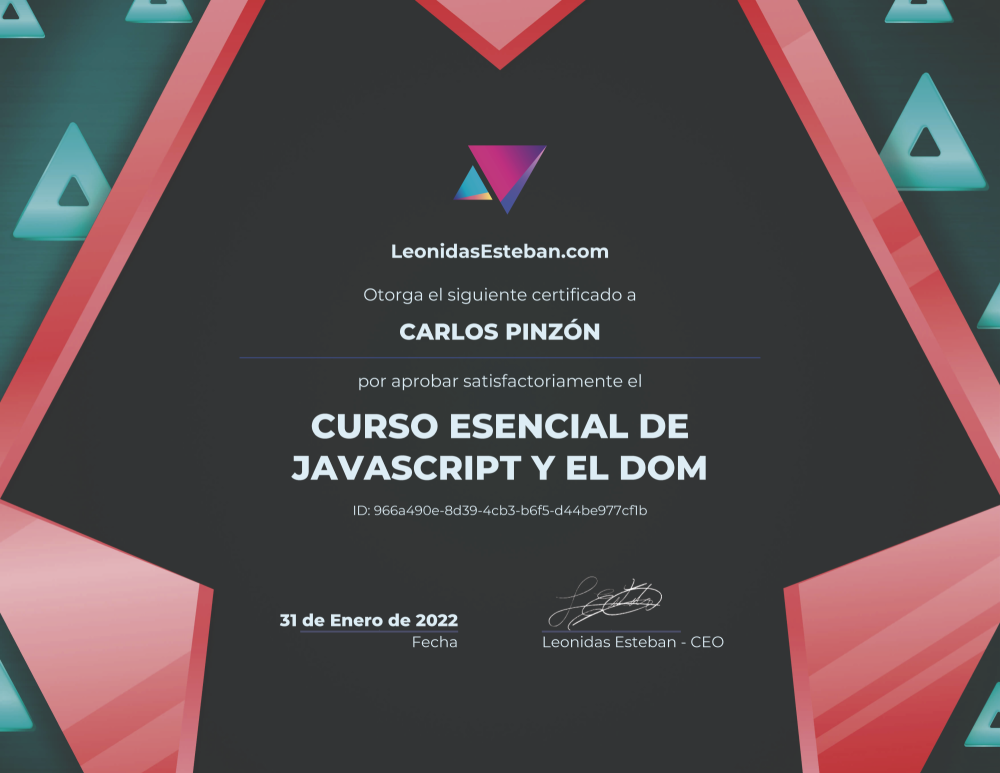 LeonidasEsteban.com
Otorga el siguiente certificado a
CARLOS PINZÓN
por aprobar satisfactoriamente el
CURSO ESENCIAL DE
JAVASCRIPT Y EL DOM
ID: 966a490e-8d39-4cb3-b6f5-d44be977cf1b
31 de Enero de 2022
Fecha
Leonidas Esteban - CEO